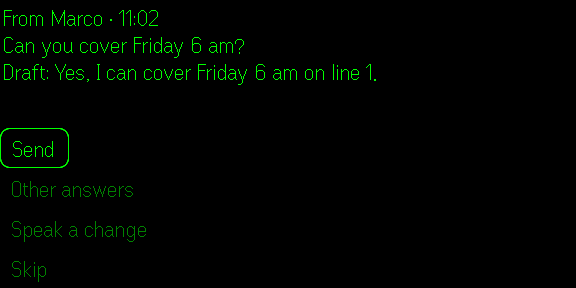 From Marco · 11:02
Can you cover Friday 6 am?
Draft: Yes, I can cover Friday 6 am on line 1.
Send
Other answers
Speak a change
Skip